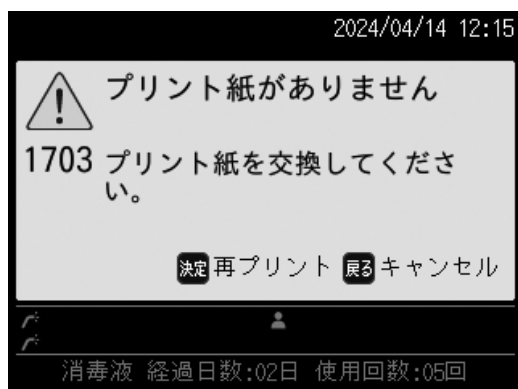 2024/04/14 12:15
プリント紙がありません
1703 プリント紙を交換してくださ
い。
決定 再プリント 戻る キャンセル
消毒液 経過日数:02日 使用回数:05回